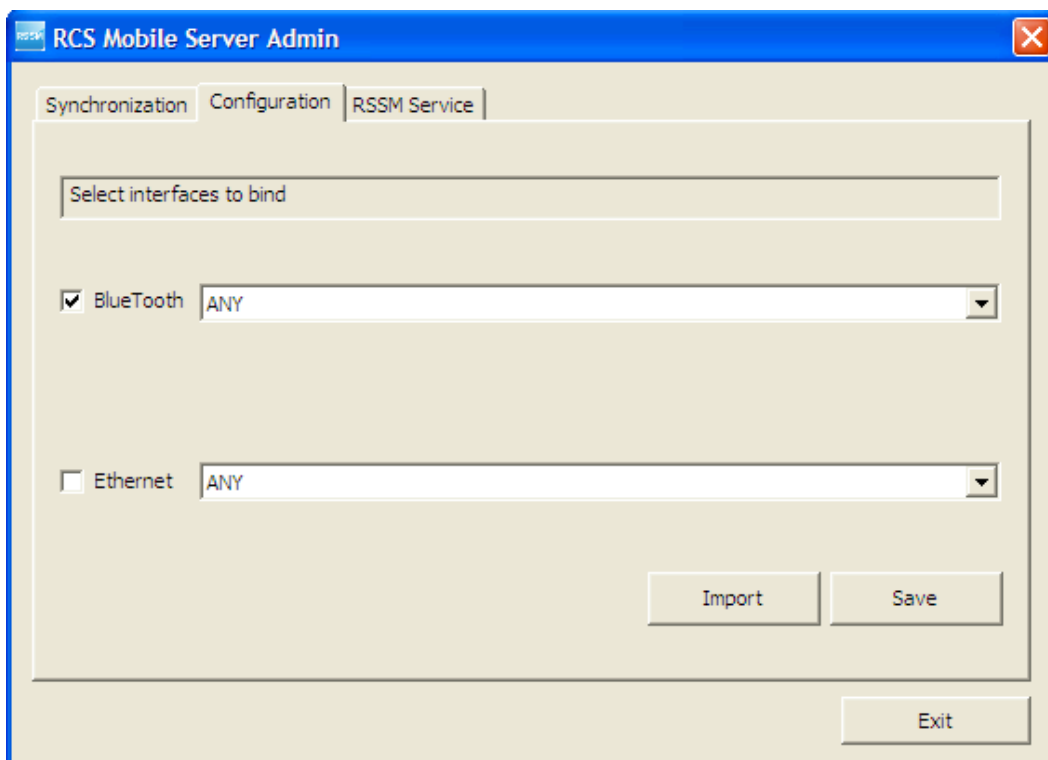 RSSM RCS Mobile Server Admin
Synchronization Configuration RSSM Service
Select interfaces to bind
BlueTooth ANY
Ethernet ANY
Import Save
Exit